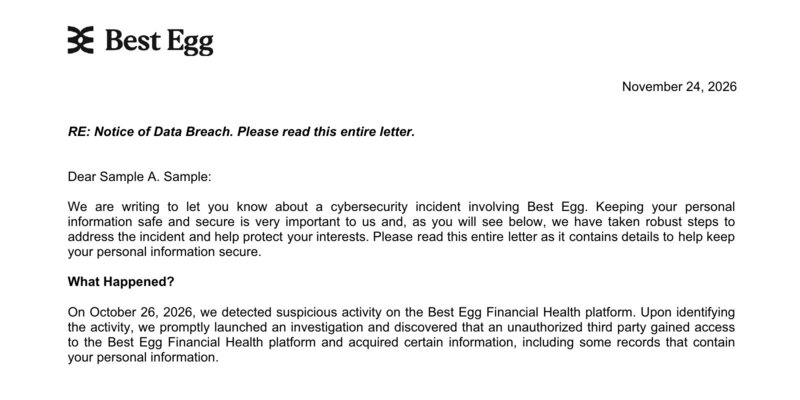 Best Egg
November 24, 2026
RE: Notice of Data Breach. Please read this entire letter.
Dear Sample A. Sample:
We are writing to let you know about a cybersecurity incident involving Best Egg. Keeping your personal
information safe and secure is very important to us and, as you will see below, we have taken robust steps to
address the incident and help protect your interests. Please read this entire letter as it contains details to help keep
your personal information secure.
What Happened?
On October 26, 2026, we detected suspicious activity on the Best Egg Financial Health platform. Upon identifying
the activity, we promptly launched an investigation and discovered that an unauthorized third party gained access
to the Best Egg Financial Health platform and acquired certain information, including some records that contain
your personal information.